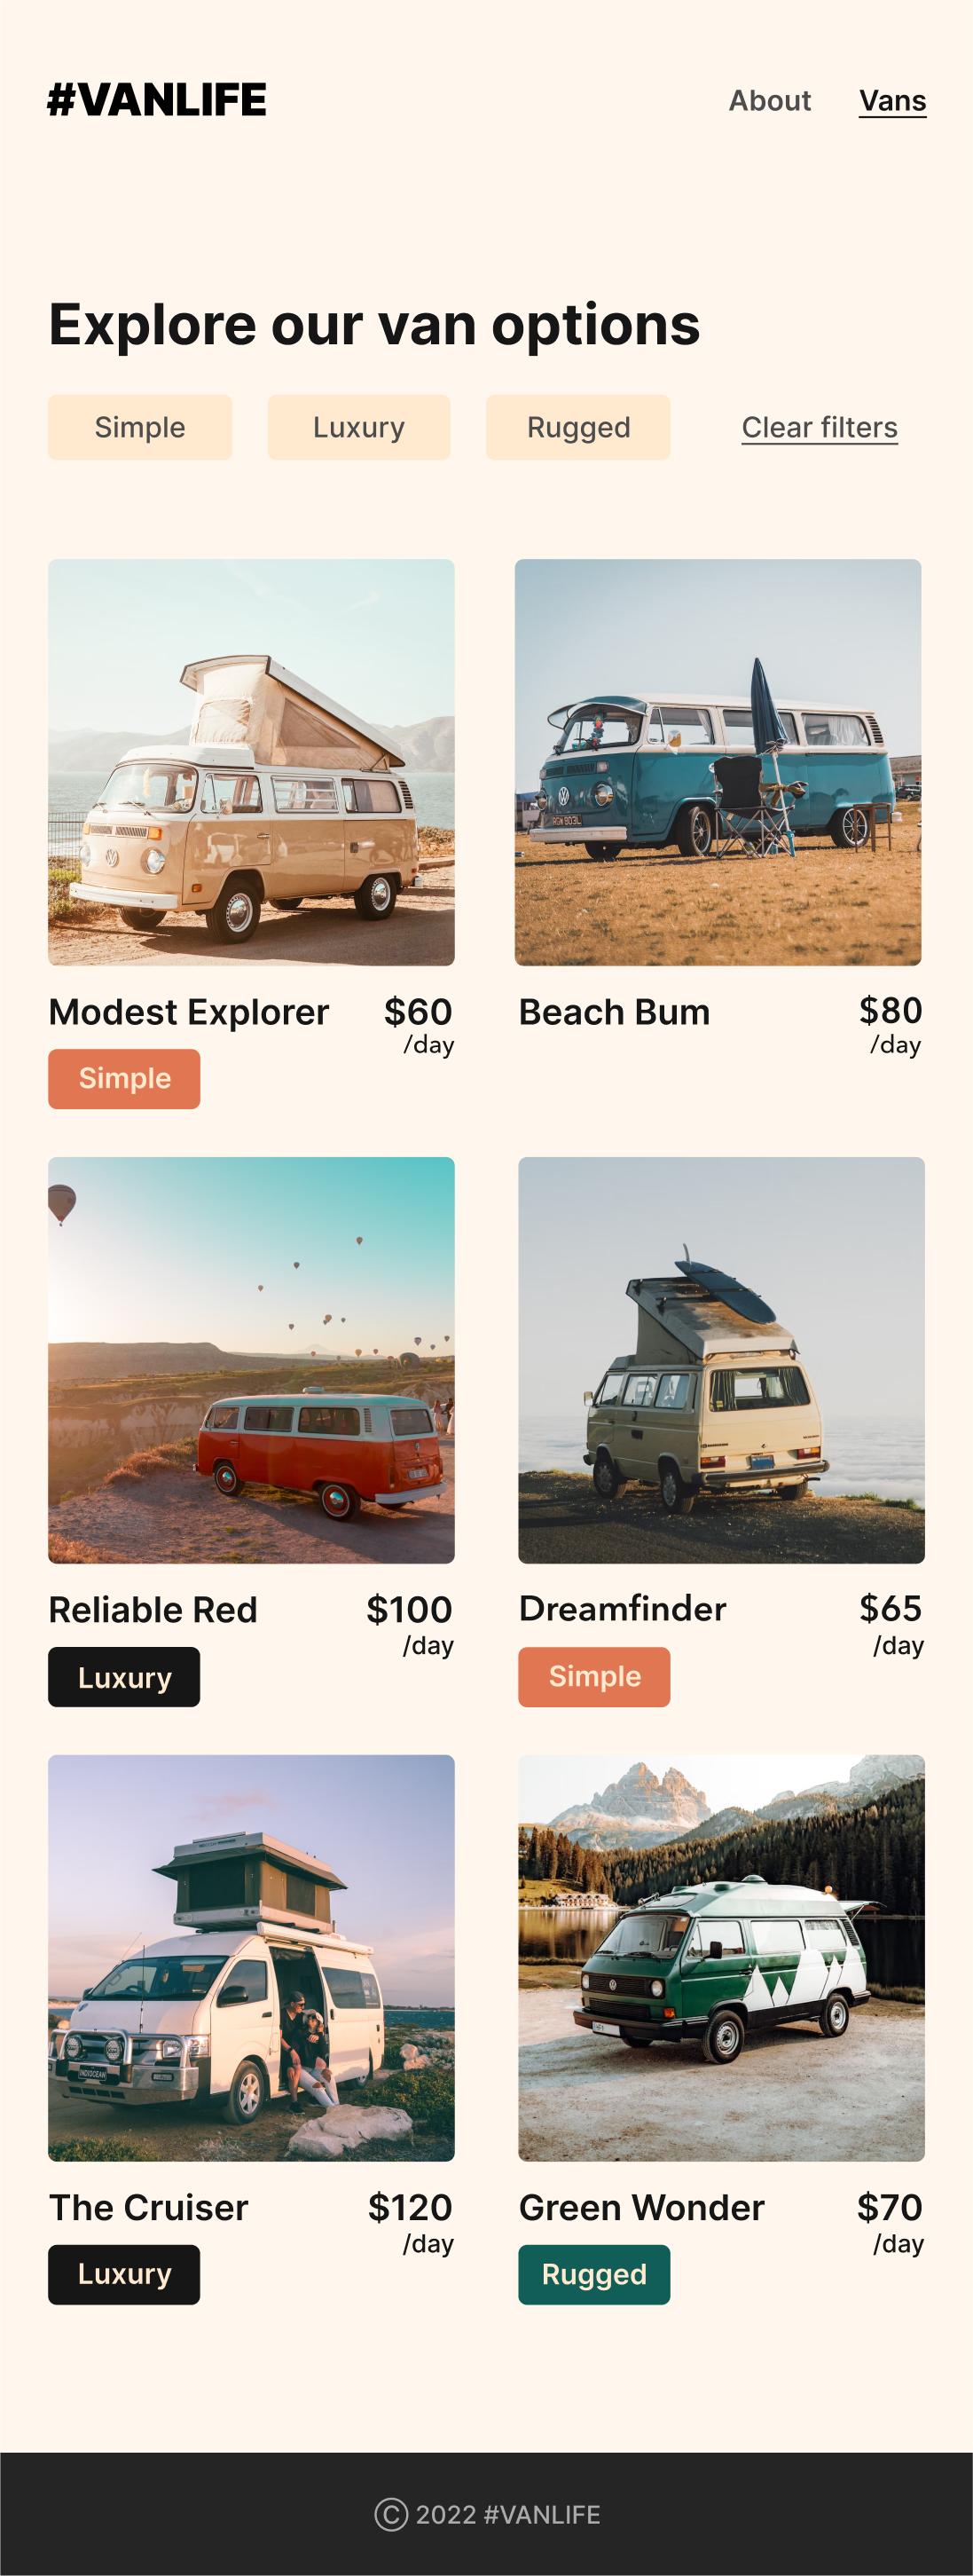 #VANLIFE
About
Vans
Explore our van options
Simple
Luxury
Rugged
Clear filters
RGW 803L
Modest Explorer
$60
/day
Simple
Beach Bum
$80
/day
Reliable Red
$100
/day
Luxury
Dreamfinder
$65
/day
Simple
The Cruiser
$120
/day
Luxury
Green Wonder
$70
/day
Rugged
© 2022 #VANLIFE